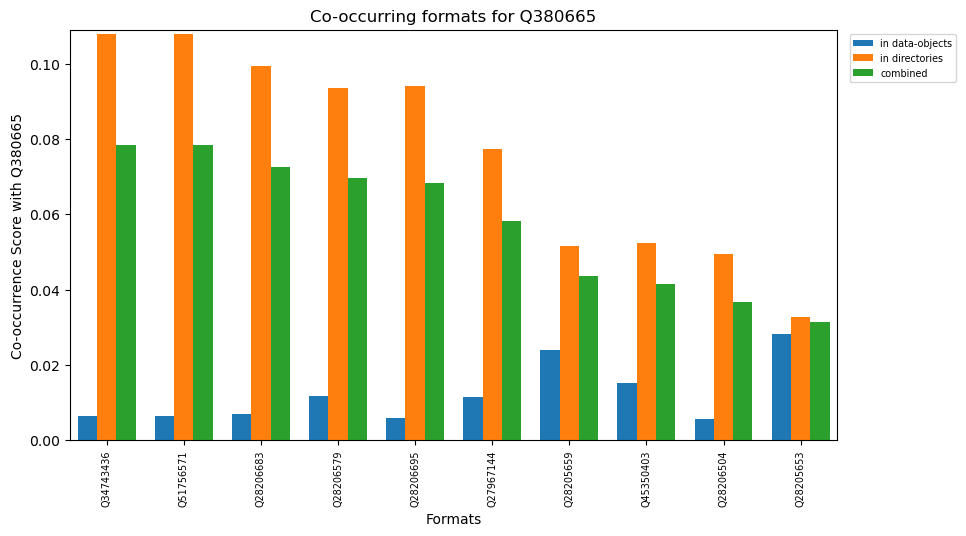 Co-occurring formats for Q380665
in data-objects
in directories
combined
Co-occurrence Score with Q380665
0.10
0.08
0.06
0.04
0.02
0.00
Q34743436
Q51756571
Q28206683
Q28206579
Q28206695
Q27967144
Q28205659
Q45350403
Q28206504
Q28205653
Formats